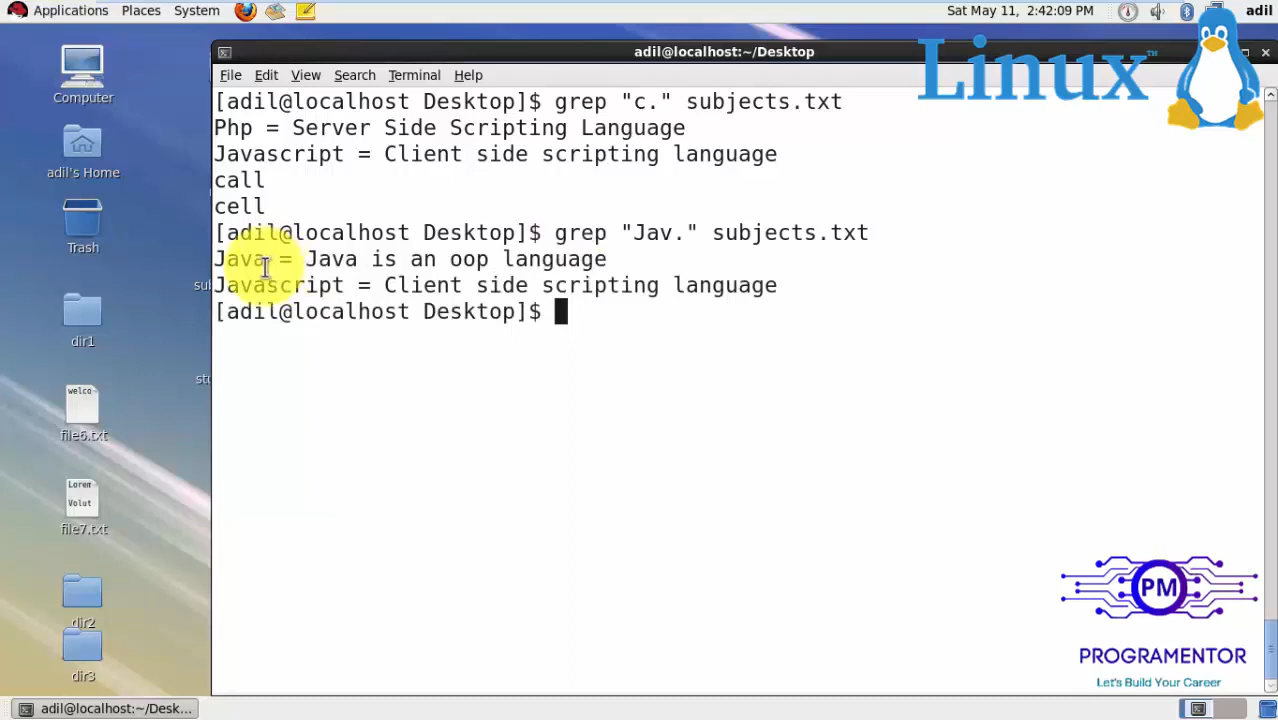 Applications Places System
Sat May 11, 2:42:09 PM
adil
adil@localhost:~/Desktop
Linux™
File Edit View Search Terminal Help
[adil@localhost Desktop]$ grep "c." subjects.txt
Php = Server Side Scripting Language
Javascript = Client side scripting language
call
cell
[adil@localhost Desktop]$ grep "Jav." subjects.txt
Java = Java is an oop language
Javascript = Client side scripting language
[adil@localhost Desktop]$
Computer
adil's Home
Trash
dir1
welco
file6.txt
Lorem
Volut
file7.txt
dir2
dir3
PM
PROGRAMENTOR
Let's Build Your Career
adil@localhost:~/Desk...